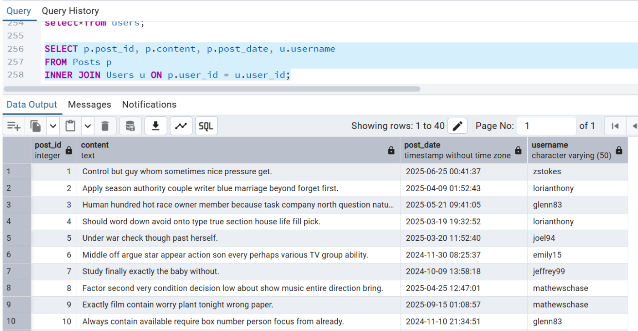 Query Query History
254 select*from users;
255
256 SELECT p.post_id, p.content, p.post_date, u.username
257 FROM Posts p
258 INNER JOIN Users u ON p.user_id = u.user_id;
Data Output Messages Notifications
SQL Showing rows: 1 to 40 Page No: 1 of 1
post_id content post_date username
integer text timestamp without time zone character varying (50)
1 1 Control but guy whom sometimes nice pressure get. 2025-06-25 00:41:37 zstokes
2 2 Apply season authority couple writer blue marriage beyond forget first. 2025-04-09 01:52:43 lorianthony
3 3 Human hundred hot race owner member because task company north question natu... 2025-05-21 09:41:05 glenn83
4 4 Should word down avoid onto type true section house life fill pick. 2025-03-19 19:32:52 lorianthony
5 5 Under war check though past herself. 2025-03-20 11:52:40 joel94
6 6 Middle off argue star appear action son every perhaps various TV group ability. 2024-11-30 08:25:37 emily15
7 7 Study finally exactly the baby without. 2024-10-09 13:58:18 jeffrey99
8 8 Factor second very condition decision low about show music entire direction bring. 2025-04-25 12:47:01 mathewschase
9 9 Exactly film contain worry plant tonight wrong paper. 2025-09-15 01:08:57 mathewschase
10 10 Always contain available require box number person focus from already. 2024-11-10 21:34:51 glenn83